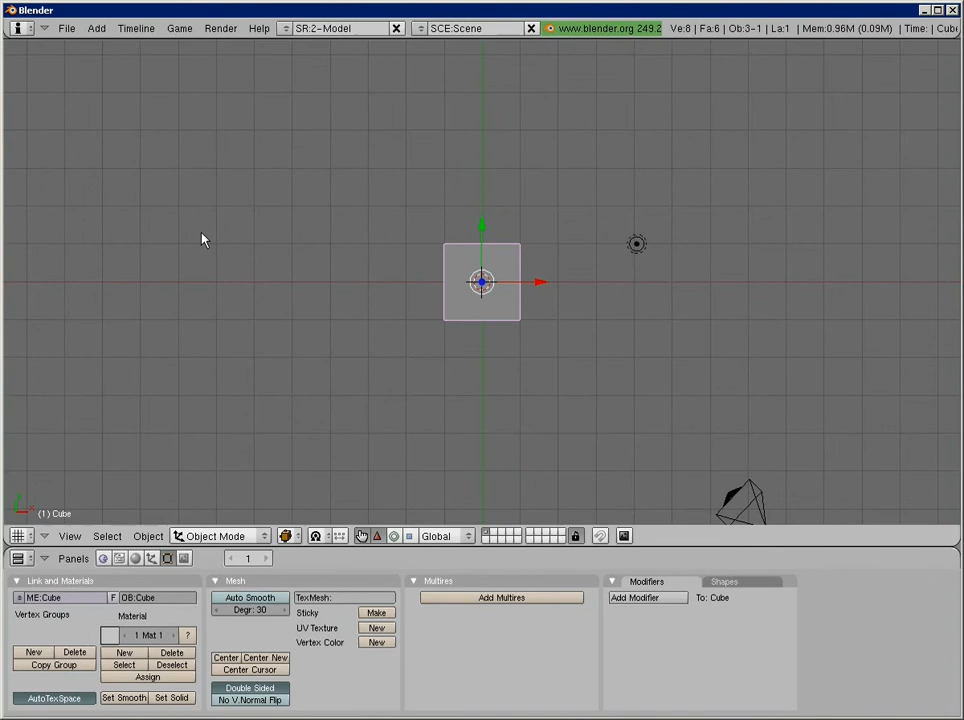 Blender
File Add Timeline Game Render Help SR:2-Model SCE:Scene www.blender.org 249.2 Ve:8 | Fa:6 | Ob:3-1 | La:1 | Mem:0.96M (0.09M) | Time: | Cube
(1) Cube
View Select Object Object Mode Global
Panels 1
Link and Materials Mesh Multires Modifiers Shapes
ME:Cube F OB:Cube Auto Smooth TexMesh: Add Multires Add Modifier To: Cube
Degr: 30
Vertex Groups Material Sticky Make
UV Texture New
1 Mat 1 ? Vertex Color New
New Delete New Delete Center Center New
Copy Group Select Deselect Center Cursor
Assign
Double Sided
AutoTexSpace Set Smooth Set Solid No V.Normal Flip